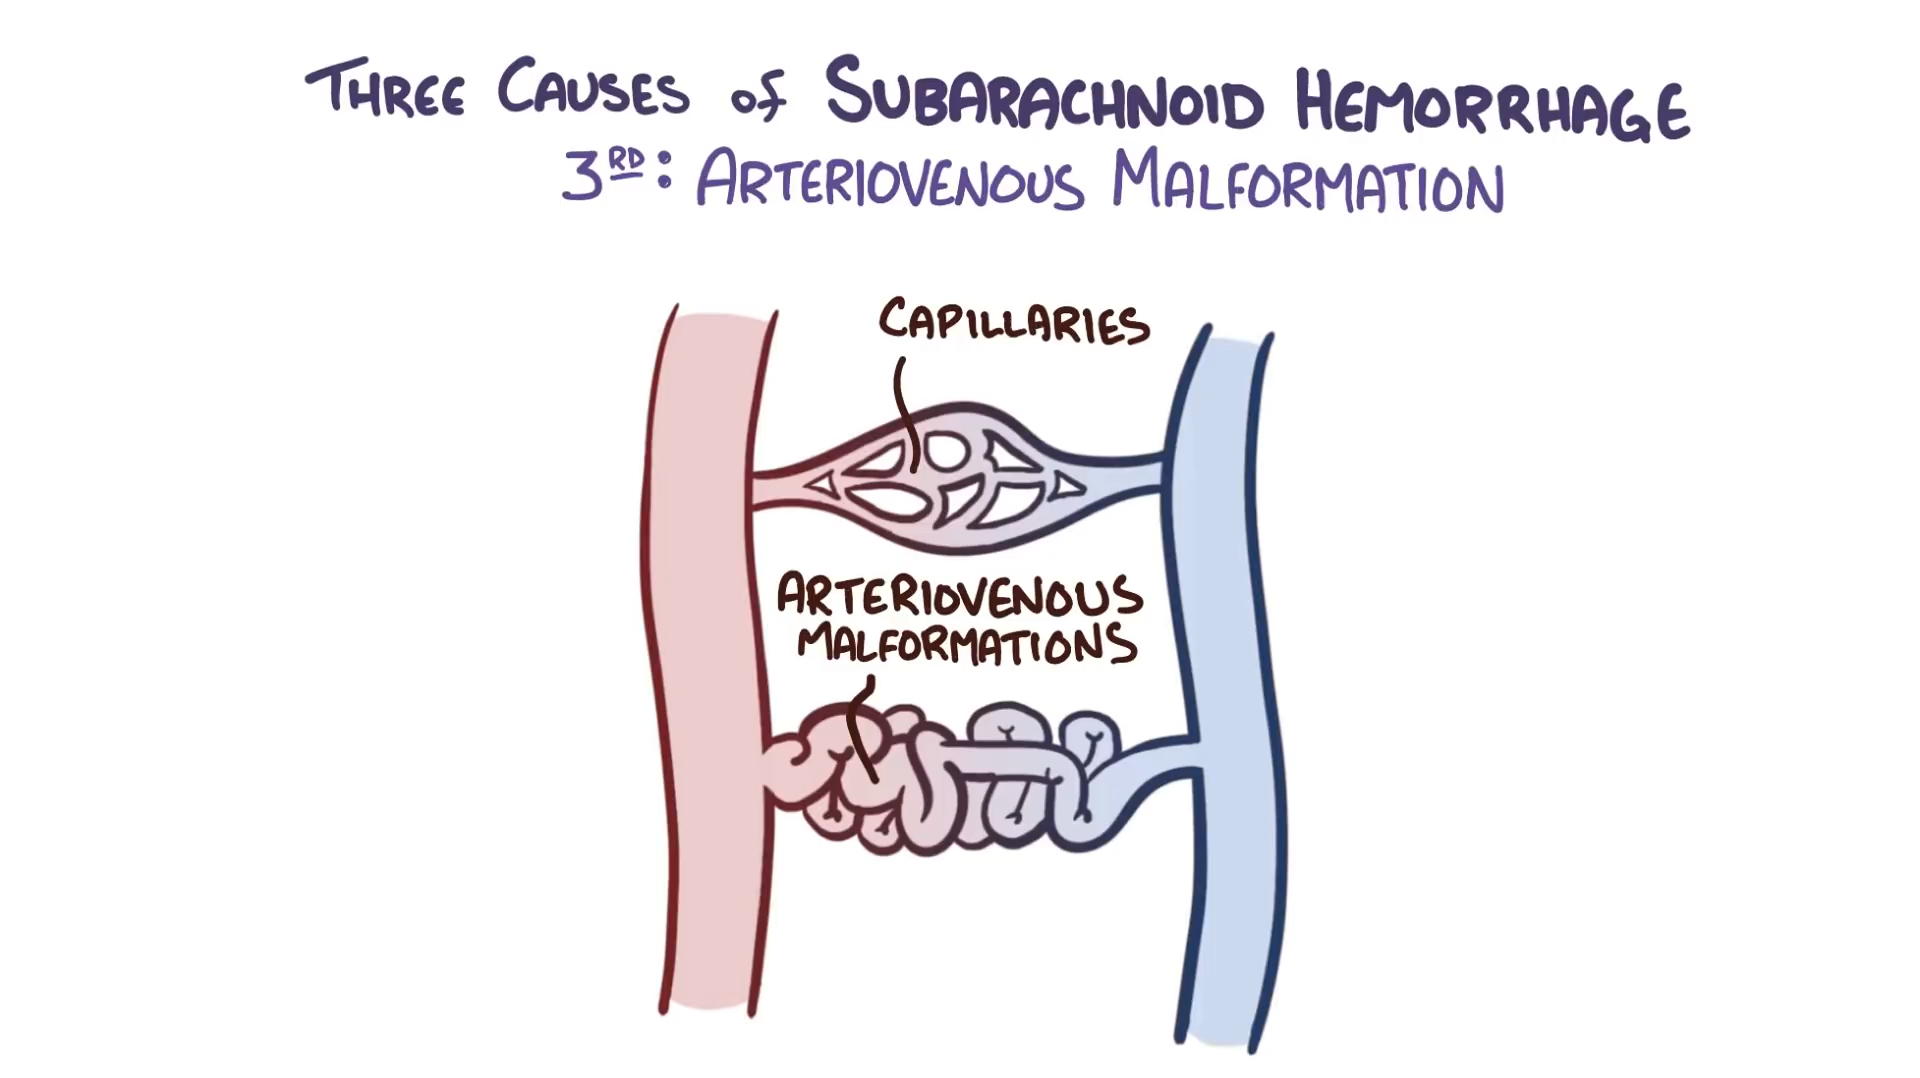 THREE CAUSES of SUBARACHNOID HEMORRHAGE
3RD: ARTERIOVENOUS MALFORMATION
CAPILLARIES
ARTERIOVENOUS
MALFORMATIONS